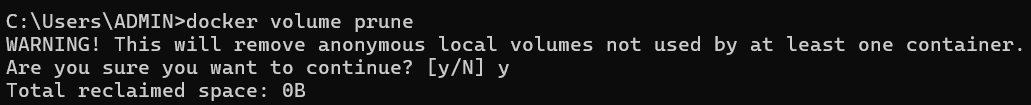 C:\Users\ADMIN>docker volume prune
WARNING! This will remove anonymous local volumes not used by at least one container.
Are you sure you want to continue? [y/N] y
Total reclaimed space: 0B